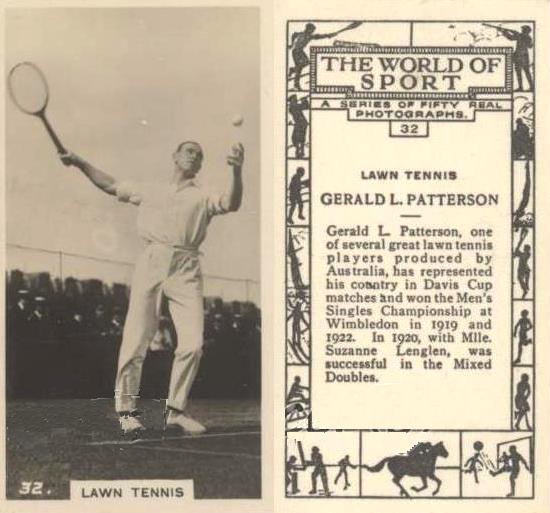 32.
LAWN TENNIS
THE WORLD OF
SPORT
A SERIES OF FIFTY REAL
PHOTOGRAPHS.
32
LAWN TENNIS
GERALD L. PATTERSON
Gerald L. Patterson, one
of several great lawn tennis
players produced by
Australia, has represented
his country in Davis Cup
matches and won the Men's
Singles Championship at
Wimbledon in 1919 and
1922. In 1920, with Mlle.
Suzanne Lenglen, was
successful in the Mixed
Doubles.